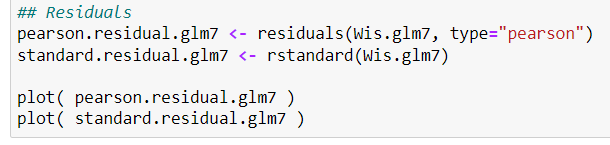 ## Residuals
pearson.residual.glm7 <- residuals(Wis.glm7, type="pearson")
standard.residual.glm7 <- rstandard(Wis.glm7)
plot( pearson.residual.glm7 )
plot( standard.residual.glm7 )